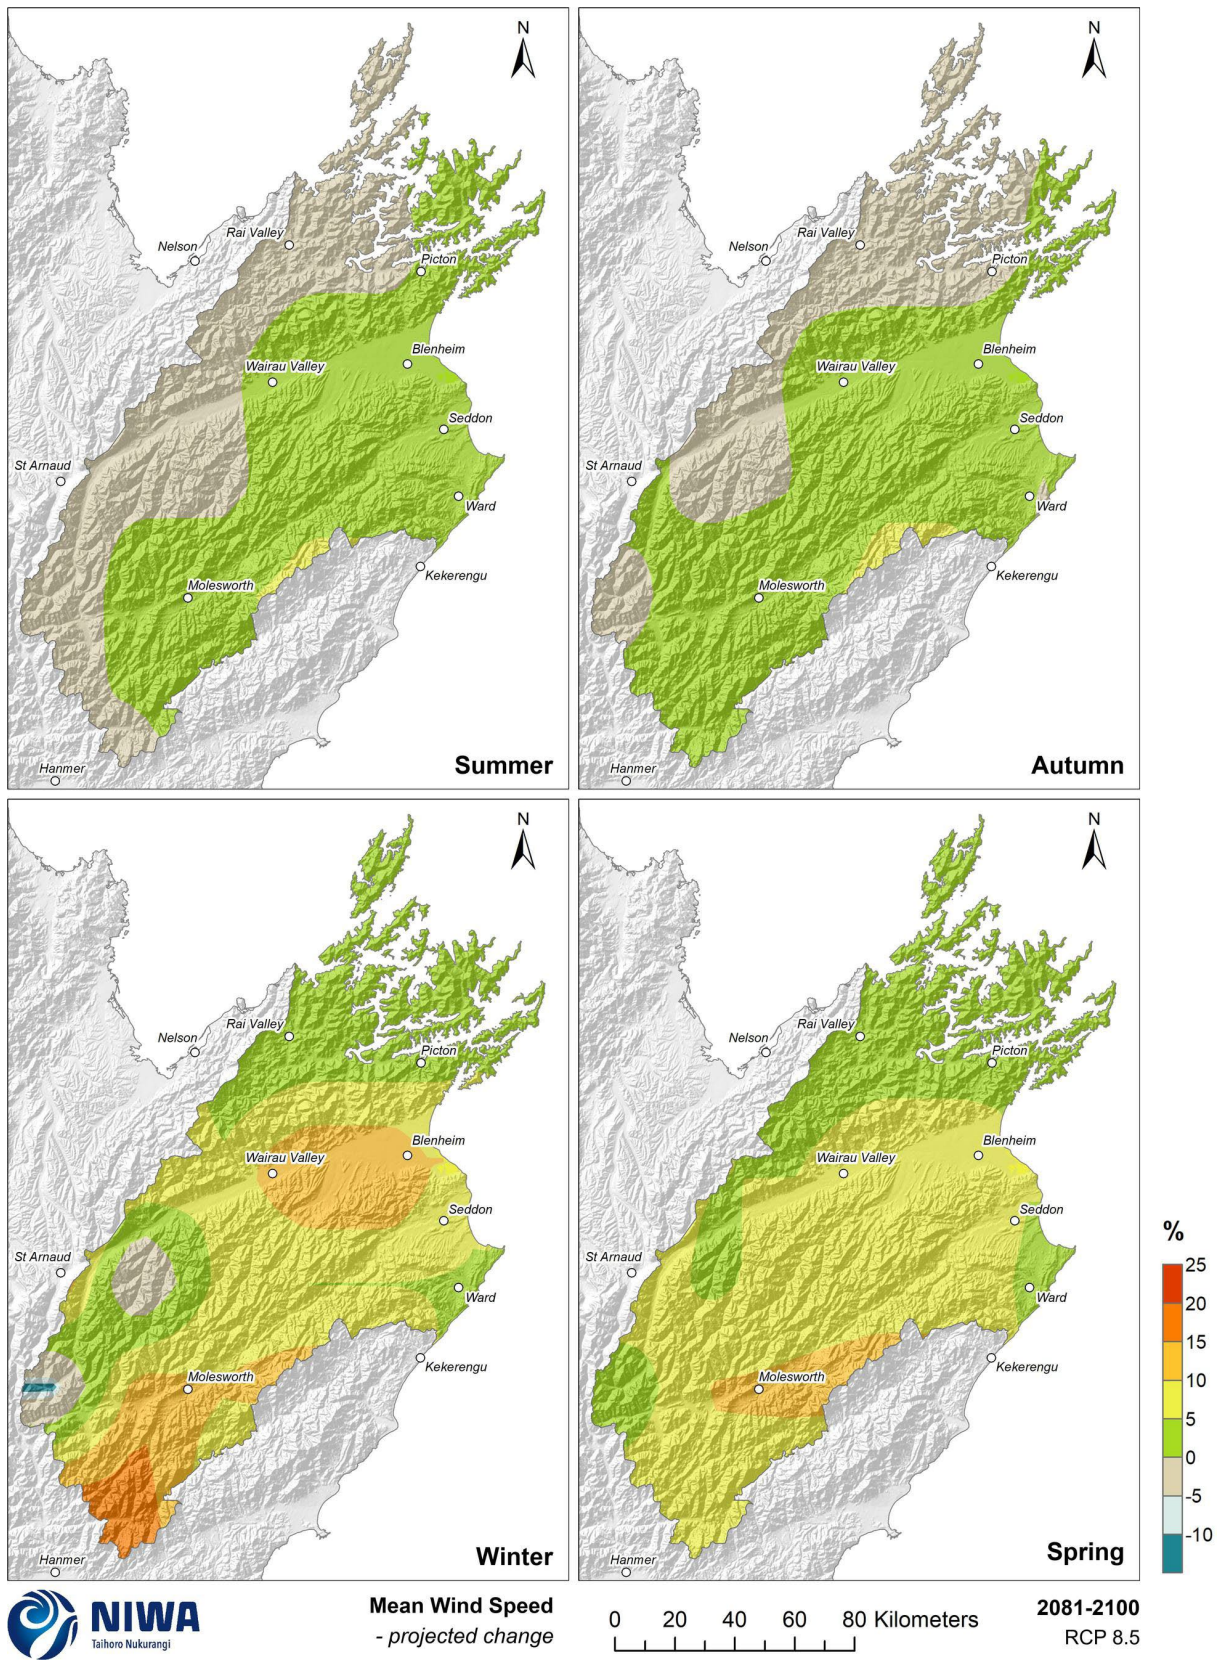 N
Nelson
Rai Valley
Picton
Wairau Valley
Blenheim
Seddon
St Arnaud
Ward
Kekerengu
Molesworth
Hanmer
Summer
N
Nelson
Rai Valley
Picton
Wairau Valley
Blenheim
Seddon
St Arnaud
Ward
Kekerengu
Molesworth
Hanmer
Autumn
N
Nelson
Rai Valley
Picton
Wairau Valley
Blenheim
Seddon
St Arnaud
Ward
Kekerengu
Molesworth
Hanmer
Winter
N
Nelson
Rai Valley
Picton
Wairau Valley
Blenheim
Seddon
St Arnaud
Ward
Kekerengu
Molesworth
Hanmer
Spring
%
25
20
15
10
5
0
-5
-10
NIWA
Taihoro Nukurangi
Mean Wind Speed
- projected change
0 20 40 60 80 Kilometers
2081-2100
RCP 8.5